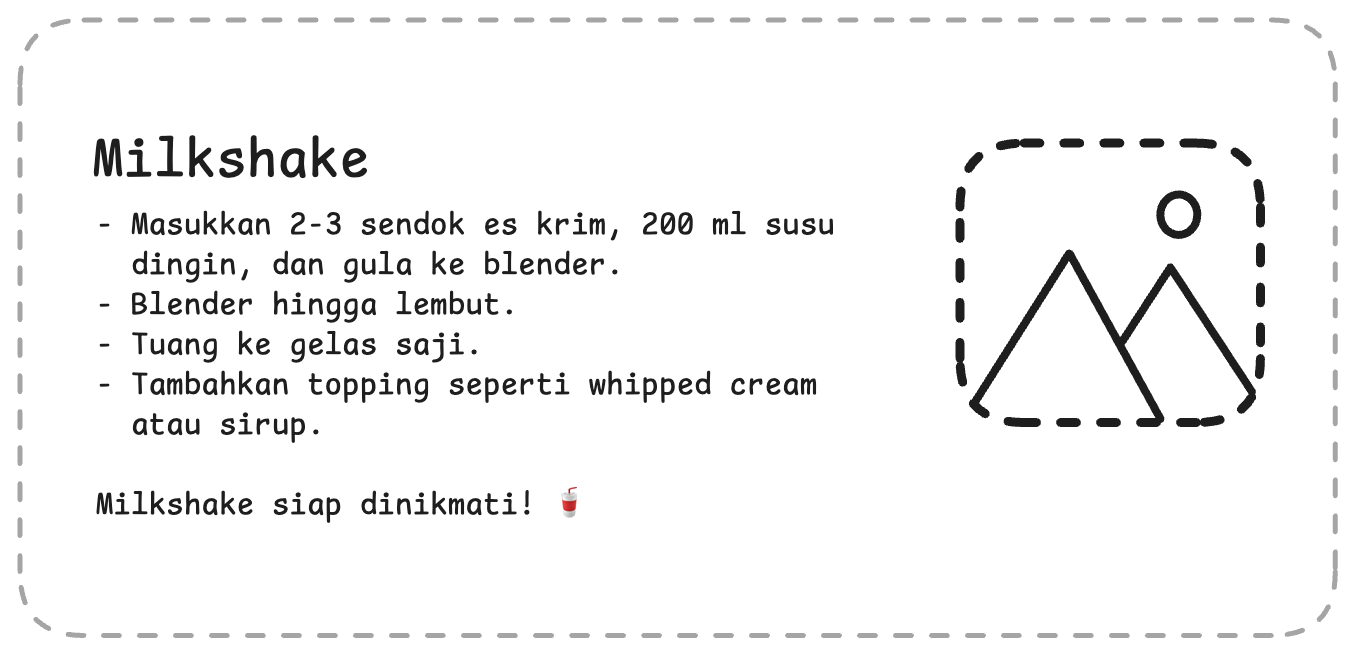 Milkshake
- Masukkan 2-3 sendok es krim, 200 ml susu
dingin, dan gula ke blender.
- Blender hingga lembut.
- Tuang ke gelas saji.
- Tambahkan topping seperti whipped cream
atau sirup.
Milkshake siap dinikmati! 🥤